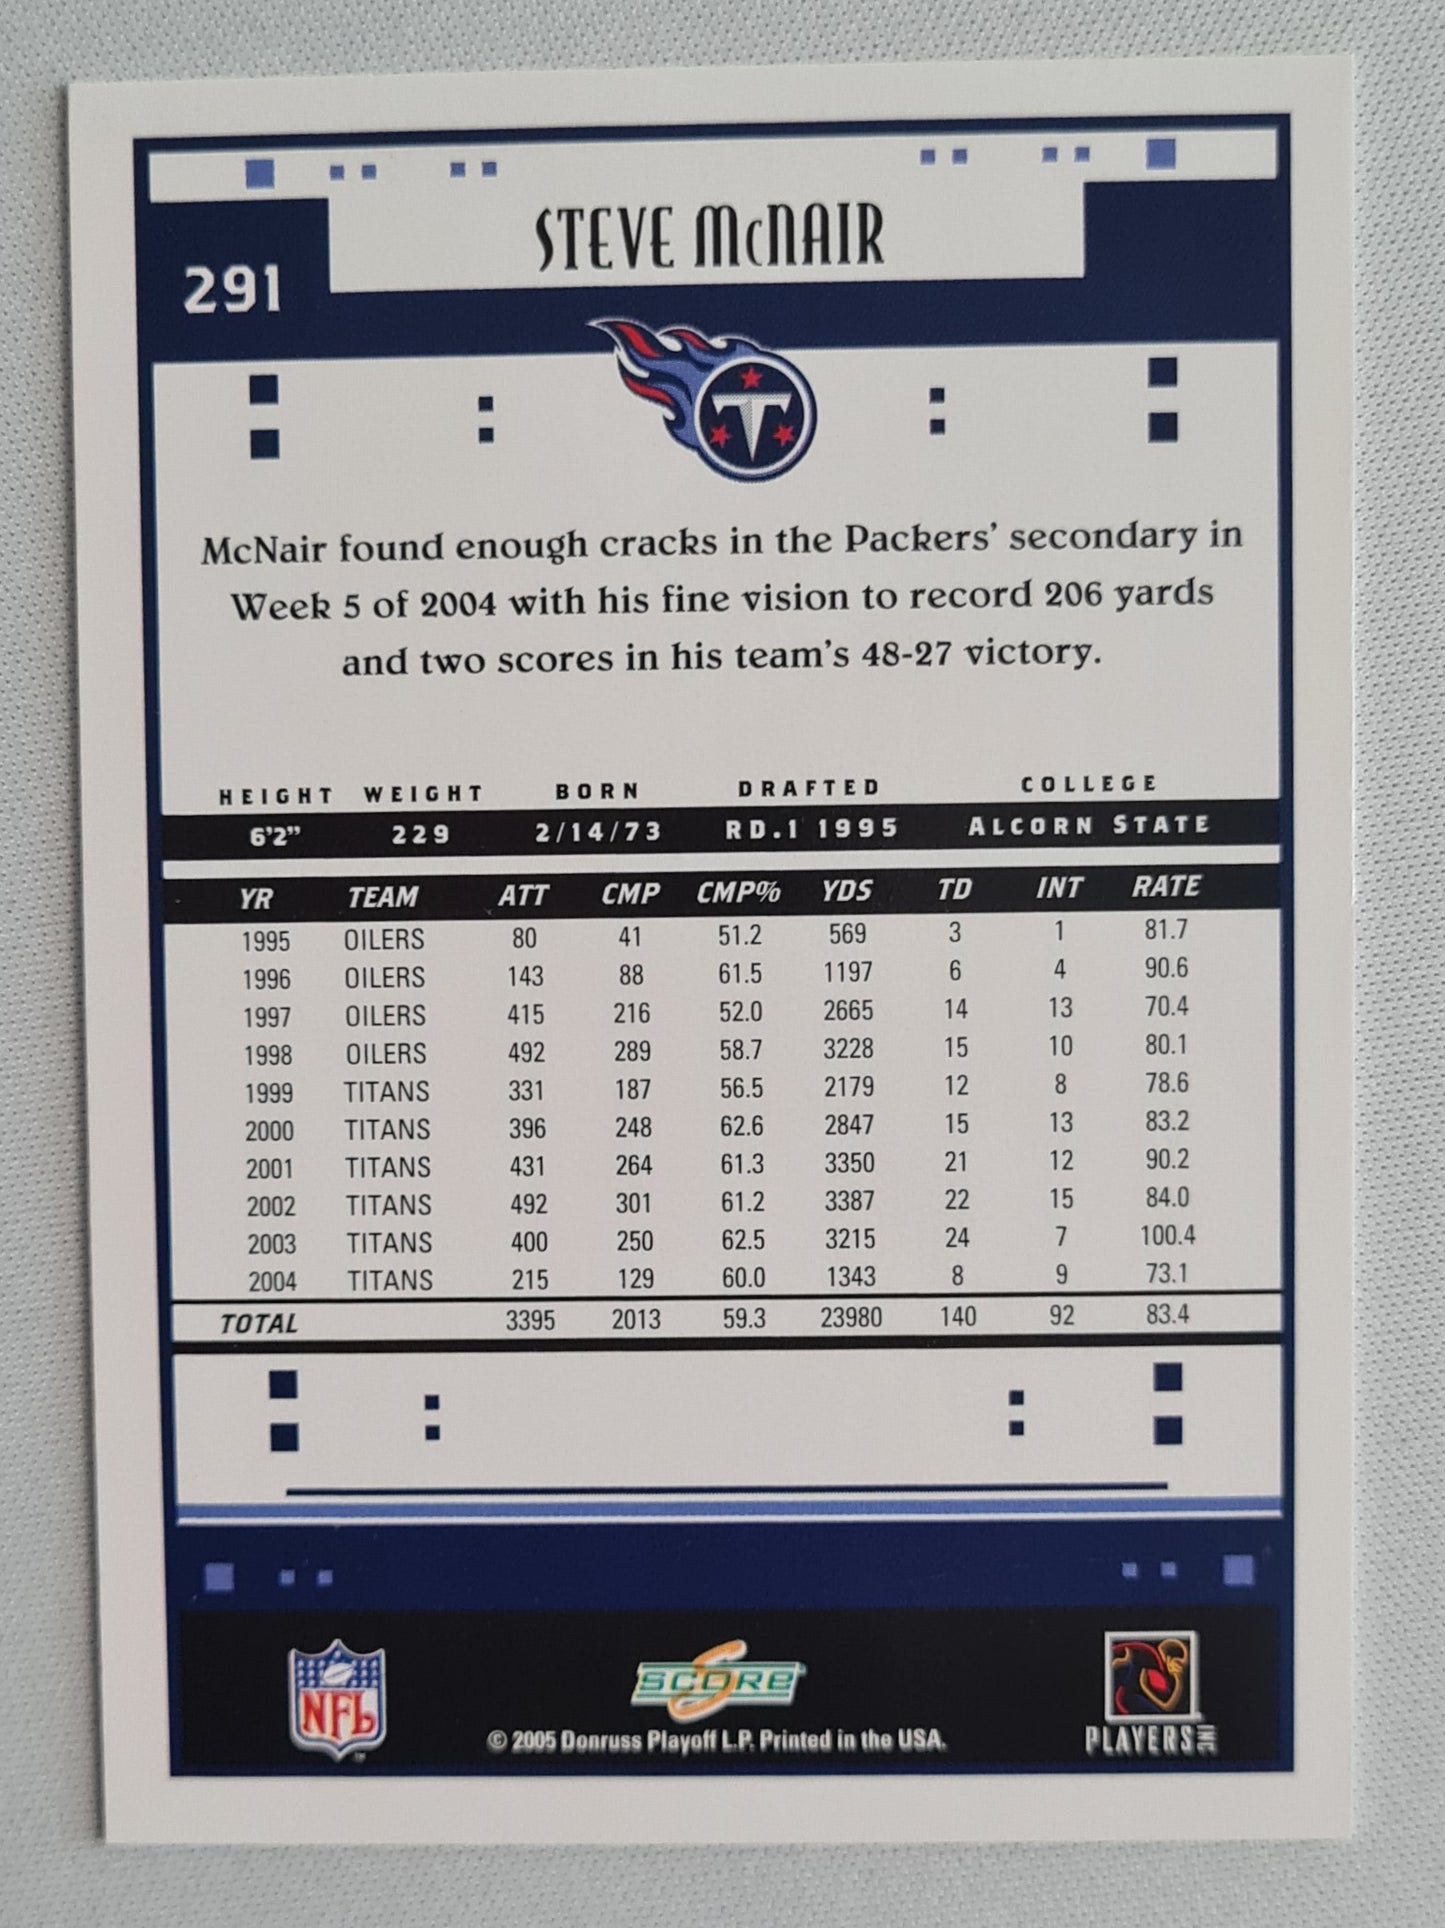 STEVE McNAIR
291
T
McNair found enough cracks in the Packers' secondary in
Week 5 of 2004 with his fine vision to record 206 yards
and two scores in his team's 48-27 victory.
HEIGHT WEIGHT BORN DRAFTED COLLEGE
6'2" 229 2/14/73 RD.1 1995 ALCORN STATE
YR TEAM ATT CMP CMP% YDS TD INT RATE
1995 OILERS 80 41 51.2 569 3 1 81.7
1996 OILERS 143 88 61.5 1197 6 4 90.6
1997 OILERS 415 216 52.0 2665 14 13 70.4
1998 OILERS 492 289 58.7 3228 15 10 80.1
1999 TITANS 331 187 56.5 2179 12 8 78.6
2000 TITANS 396 248 62.6 2847 15 13 83.2
2001 TITANS 431 264 61.3 3350 21 12 90.2
2002 TITANS 492 301 61.2 3387 22 15 84.0
2003 TITANS 400 250 62.5 3215 24 7 100.4
2004 TITANS 215 129 60.0 1343 8 9 73.1
TOTAL 3395 2013 59.3 23980 140 92 83.4
NFL
SCORE
© 2005 Donruss Playoff L.P. Printed in the USA.
PLAYERS INC